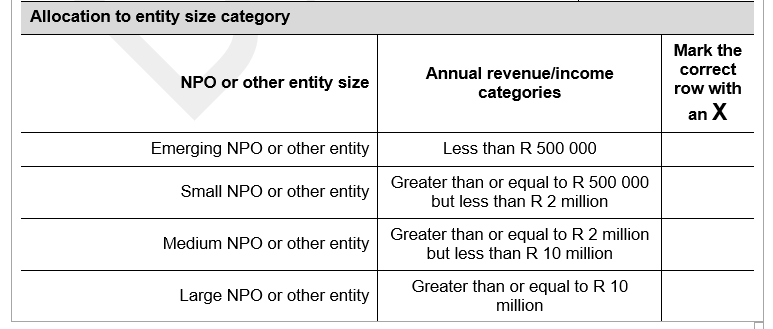 Allocation to entity size category
NPO or other entity size
Annual revenue/income
categories
Mark the
correct
row with
an X
Emerging NPO or other entity
Less than R 500 000
Small NPO or other entity
Greater than or equal to R 500 000
but less than R 2 million
Medium NPO or other entity
Greater than or equal to R 2 million
but less than R 10 million
Large NPO or other entity
Greater than or equal to R 10
million